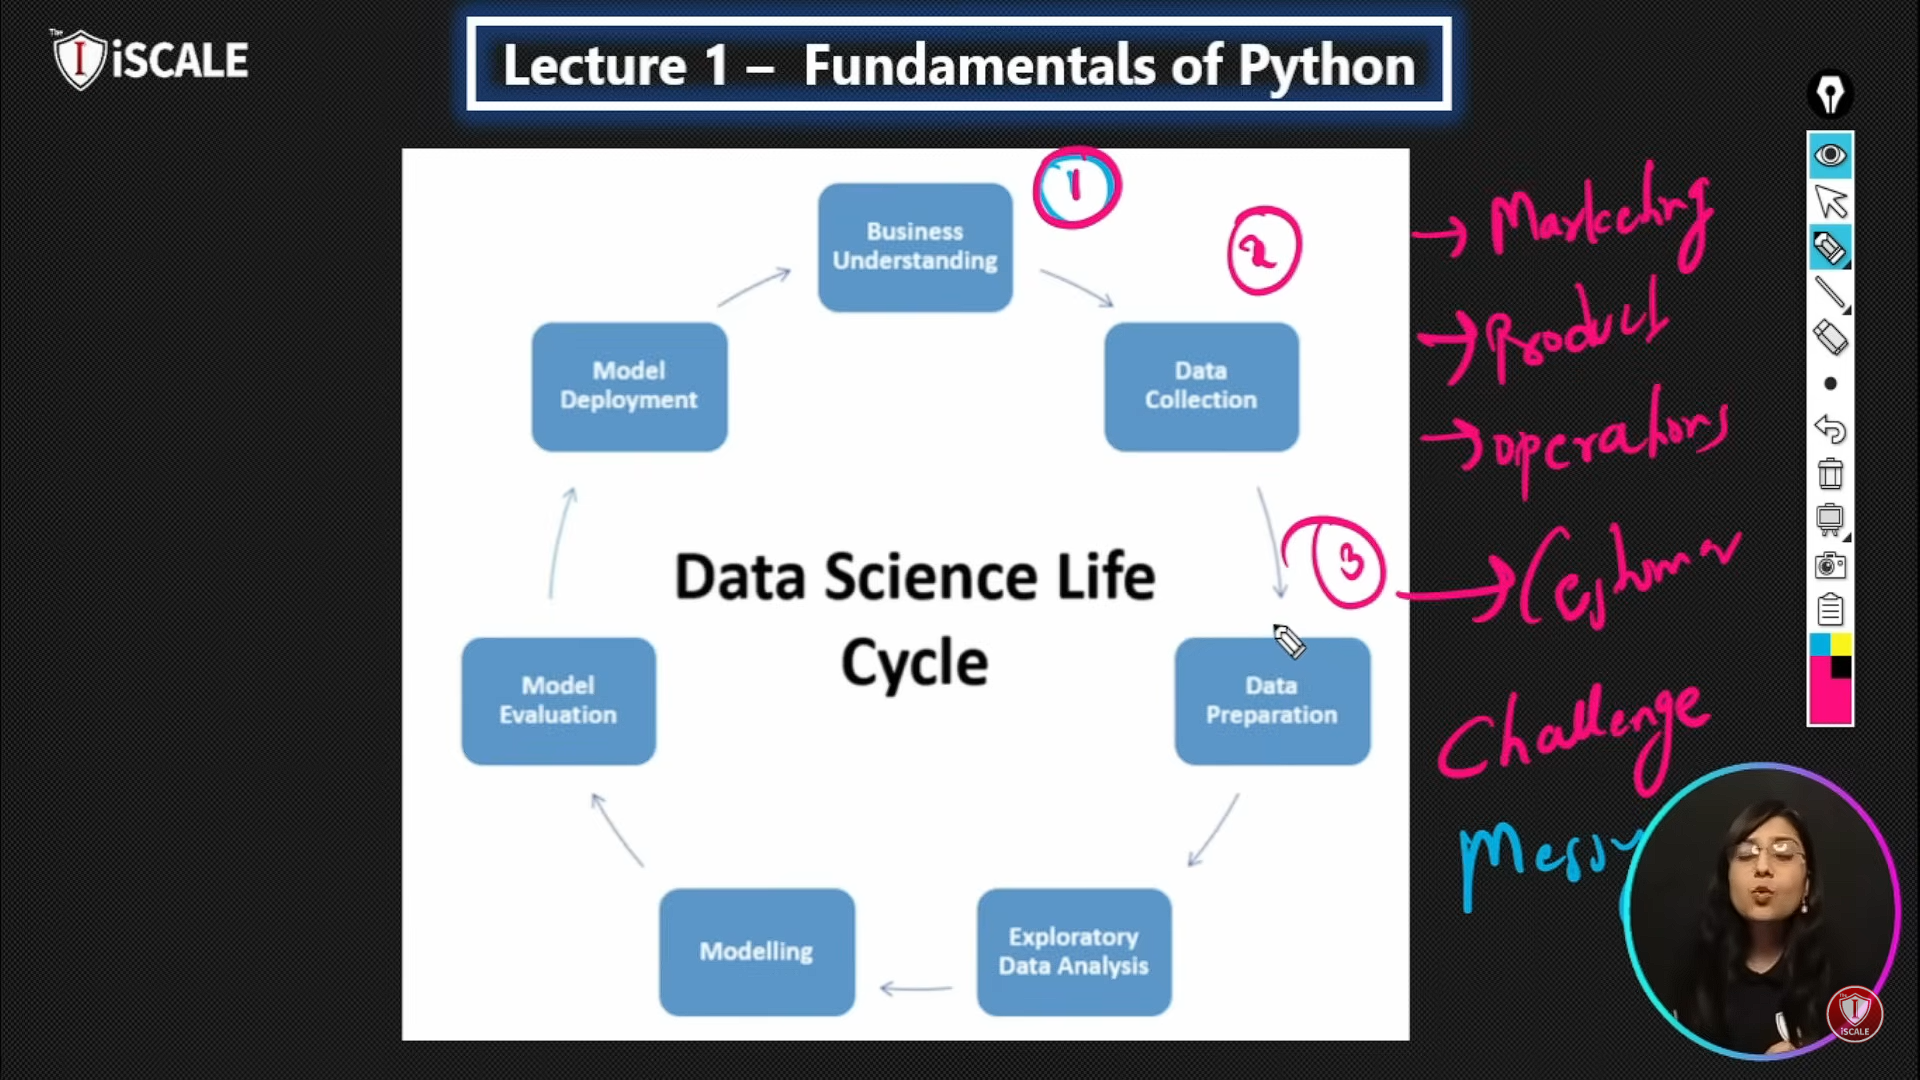 The
I iSCALE
Lecture 1 – Fundamentals of Python
1
2
Business
Understanding
→ Marketing
→ Product
→ operations
Model
Deployment
Data
Collection
3
Data Science Life
Cycle
Model
Evaluation
Data
Preparation
Challenge
Messy
Modelling
Exploratory
Data Analysis
The
I
iSCALE